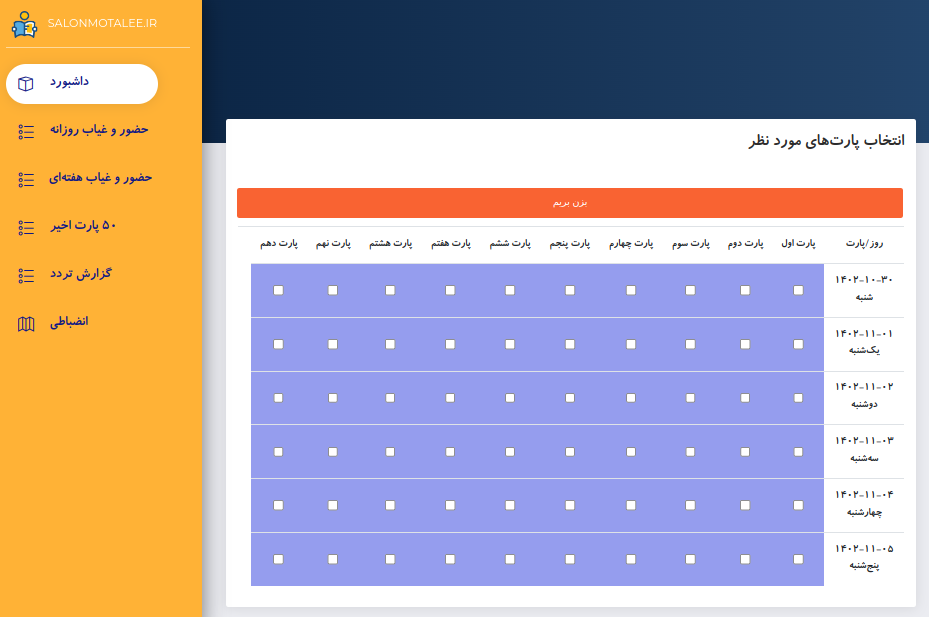 SALONMOTALEE.IR
داشبورد
حضور و غیاب روزانه
حضور و غیاب هفته‌ای
۵۰ پارت اخیر
گزارش تردد
انضباطی
انتخاب پارت‌های مورد نظر
بزن بریم
روز/پارت پارت اول پارت دوم پارت سوم پارت چهارم پارت پنجم پارت ششم پارت هفتم پارت هشتم پارت نهم پارت دهم
۱۴۰۲-۱۰-۳۰
شنبه
۱۴۰۲-۱۱-۰۱
یک‌شنبه
۱۴۰۲-۱۱-۰۲
دوشنبه
۱۴۰۲-۱۱-۰۳
سه‌شنبه
۱۴۰۲-۱۱-۰۴
چهارشنبه
۱۴۰۲-۱۱-۰۵
پنج‌شنبه